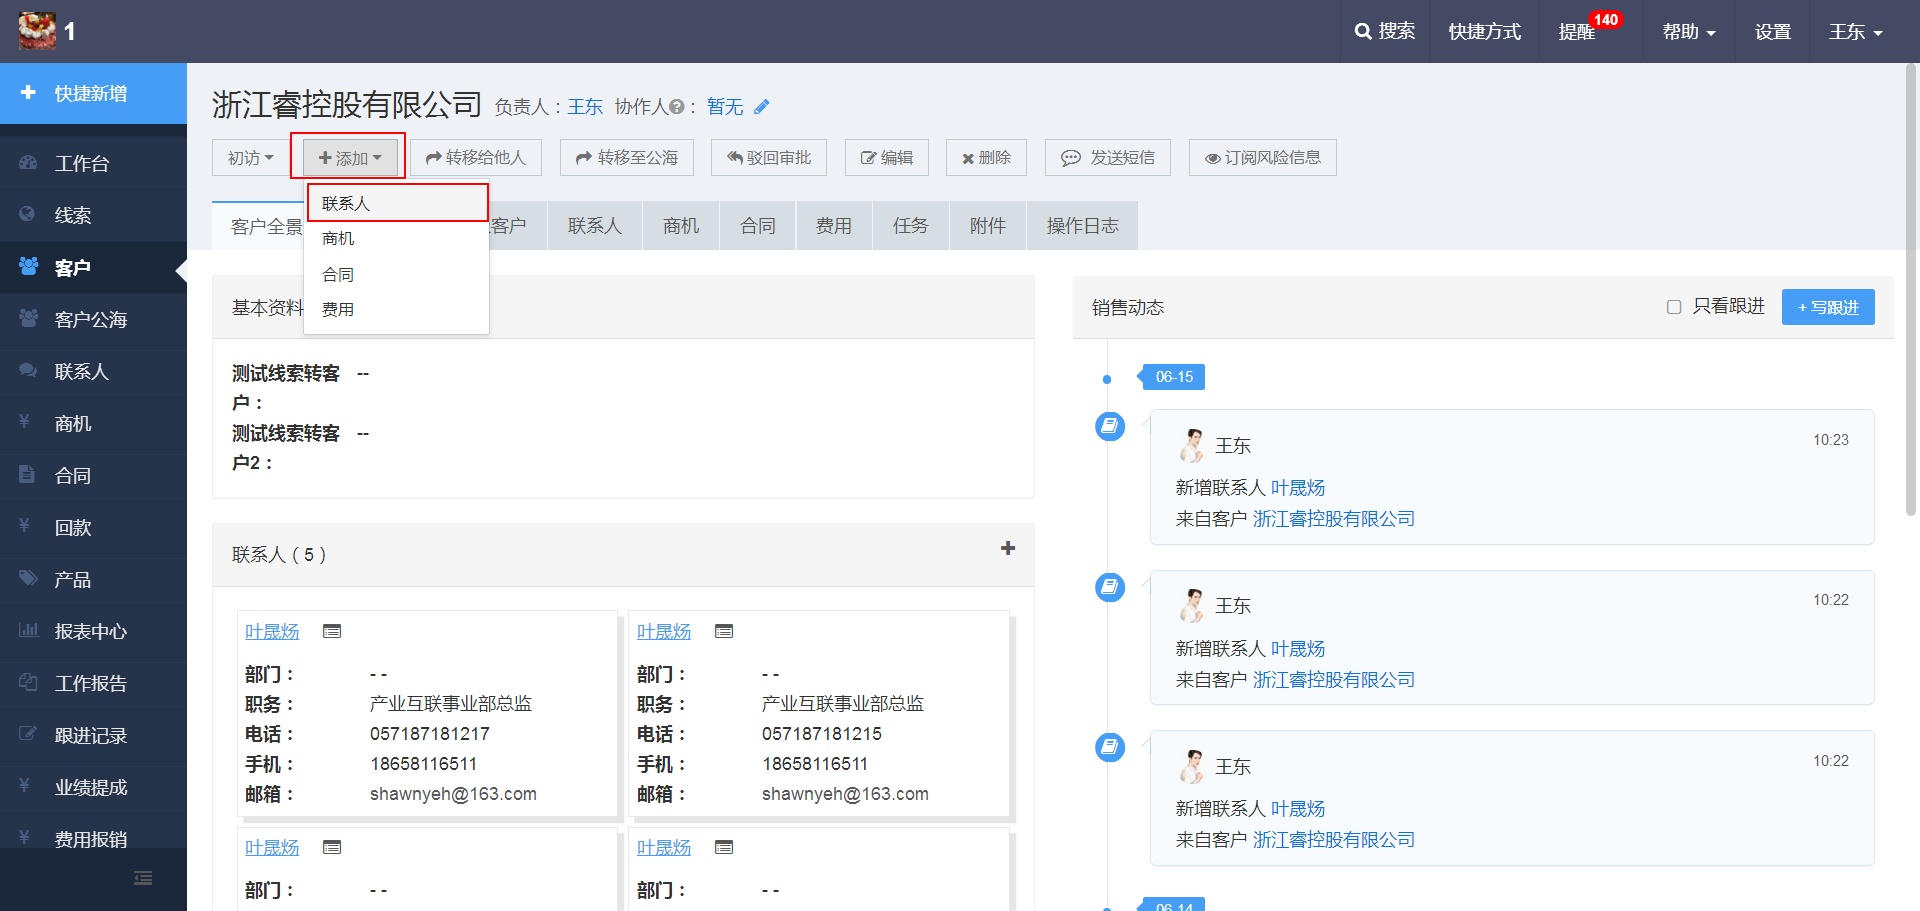 1
搜索
快捷方式
提醒
140
帮助
设置
王东
快捷新增
工作台
线索
客户
客户公海
联系人
商机
合同
回款
产品
报表中心
工作报告
跟进记录
业绩提成
费用报销
浙江睿控股有限公司 负责人：王东 协作人?： 暂无
初访
添加
转移给他人
转移至公海
驳回审批
编辑
删除
发送短信
订阅风险信息
联系人
商机
合同
费用
客户全景
客户
联系人
商机
合同
费用
任务
附件
操作日志
基本资料
测试线索转客 --
户：
测试线索转客 --
户2：
联系人 ( 5 )
叶晟炀
部门： - -
职务： 产业互联事业部总监
电话： 057187181217
手机： 18658116511
邮箱： shawnyeh@163.com
叶晟炀
部门： - -
职务： 产业互联事业部总监
电话： 057187181215
手机： 18658116511
邮箱： shawnyeh@163.com
叶晟炀
部门： - -
叶晟炀
部门： - -
销售动态
只看跟进
+ 写跟进
06-15
王东
10:23
新增联系人 叶晟炀
来自客户 浙江睿控股有限公司
王东
10:22
新增联系人 叶晟炀
来自客户 浙江睿控股有限公司
王东
10:22
新增联系人 叶晟炀
来自客户 浙江睿控股有限公司
06-14